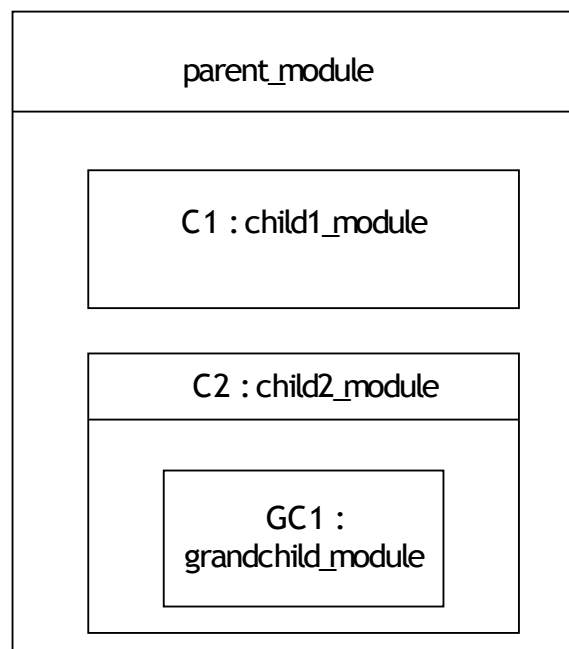 parent_module
C1 : child1_module
C2 : child2_module
GC1 :
grandchild_module